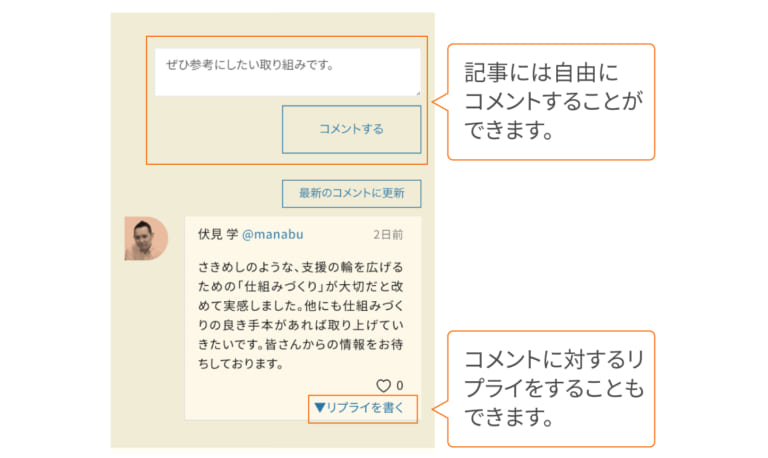 ぜひ参考にしたい取り組みです。
コメントする
記事には自由に
コメントすることが
できます。
最新のコメントに更新
伏見 学 @manabu 2日前
さきめしのような、支援の輪を広げる
ための「仕組みづくり」が大切だと改
めて実感しました。他にも仕組みづく
りの良き手本があれば取り上げてい
きたいです。皆さんからの情報をお待
ちしております。
0
▼リプライを書く
コメントに対するリ
プライをすることも
できます。